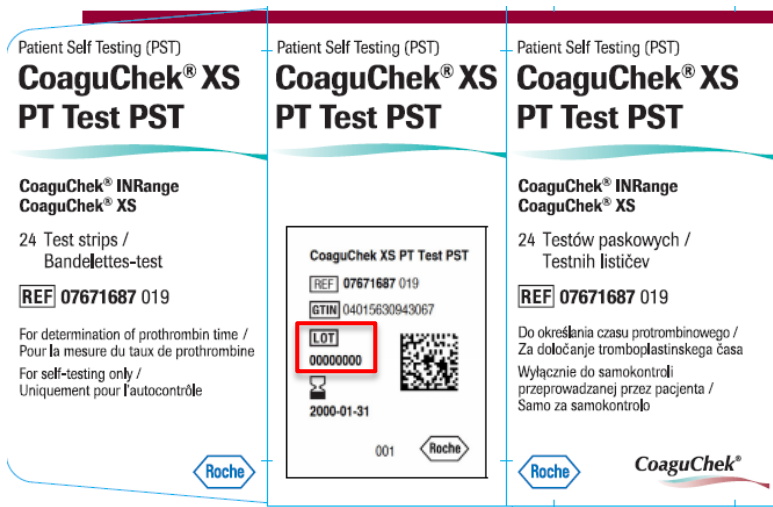 Patient Self Testing (PST)
CoaguChek® XS
PT Test PST
CoaguChek® INRange
CoaguChek® XS
24 Test strips /
Bandelettes-test
REF 07671687 019
For determination of prothrombin time /
Pour la mesure du taux de prothrombine
For self-testing only /
Uniquement pour l'autocontrôle
Roche
Patient Self Testing (PST)
CoaguChek® XS
PT Test PST
CoaguChek XS PT Test PST
REF 07671687 019
GTIN 04015630943067
LOT
00000000
2000-01-31
001
Roche
Patient Self Testing (PST)
CoaguChek® XS
PT Test PST
CoaguChek® INRange
CoaguChek® XS
24 Testów paskowych /
Testnih lističev
REF 07671687 019
Do określania czasu protrombinowego /
Za določanje tromboplastinskega časa
Wyłącznie do samokontroli
przeprowadzanej przez pacjenta /
Samo za samokontrolo
Roche
CoaguChek®